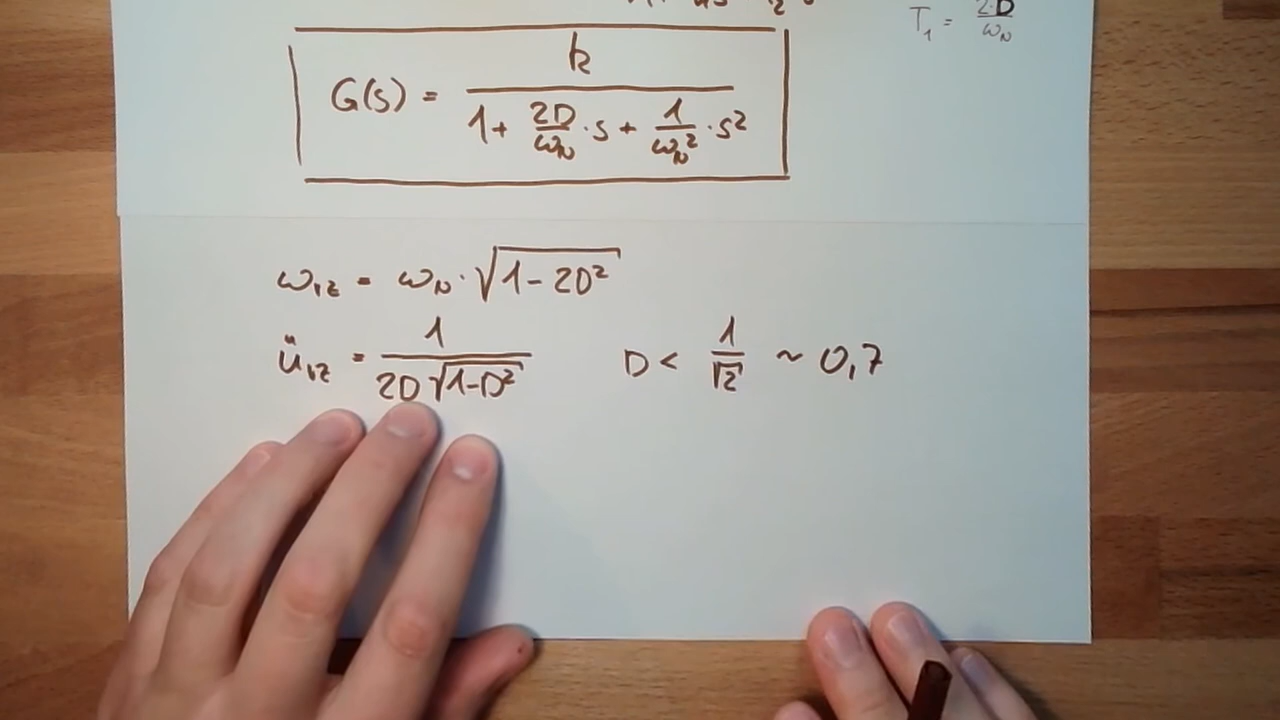 T₁ = 2·D/ω_N
G(s) = k / (1 + 2D/ω_N · s + 1/ω_N² · s²)
ω_rz = ω_N · √(1 - 2D²)
ü_rz = 1 / (2D √(1-D²)) D < 1/√2 ~ 0,7